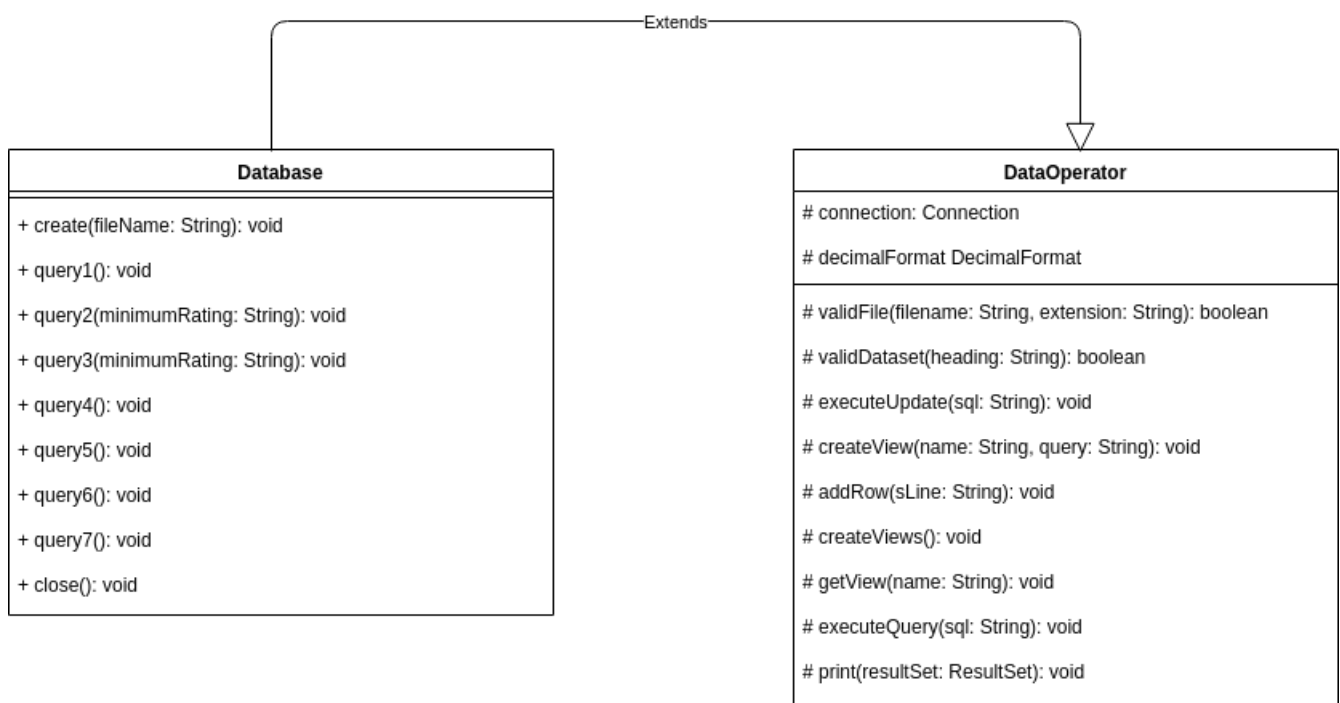 Extends
Database
+ create(fileName: String): void
+ query1(): void
+ query2(minimumRating: String): void
+ query3(minimumRating: String): void
+ query4(): void
+ query5(): void
+ query6(): void
+ query7(): void
+ close(): void
DataOperator
# connection: Connection
# decimalFormat DecimalFormat
# validFile(filename: String, extension: String): boolean
# validDataset(heading: String): boolean
# executeUpdate(sql: String): void
# createView(name: String, query: String): void
# addRow(sLine: String): void
# createViews(): void
# getView(name: String): void
# executeQuery(sql: String): void
# print(resultSet: ResultSet): void